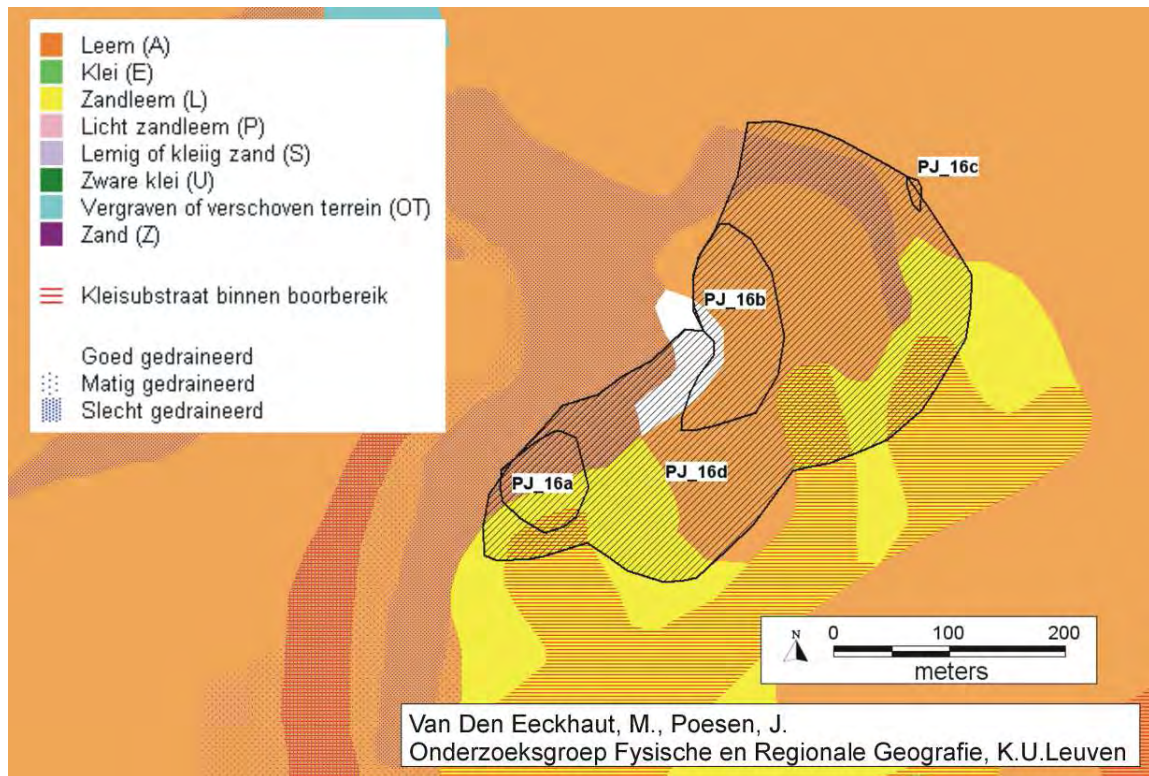 Leem (A)
Klei (E)
Zandleem (L)
Licht zandleem (P)
Lemig of kleiig zand (S)
Zware klei (U)
Vergraven of verschoven terrein (OT)
Zand (Z)
Kleisubstraat binnen boorbereik
Goed gedraineerd
Matig gedraineerd
Slecht gedraineerd
PJ_16c
PJ_16b
PJ_16d
PJ_16a
N
0 100 200
meters
Van Den Eeckhaut, M., Poesen, J.
Onderzoeksgroep Fysische en Regionale Geografie, K.U.Leuven